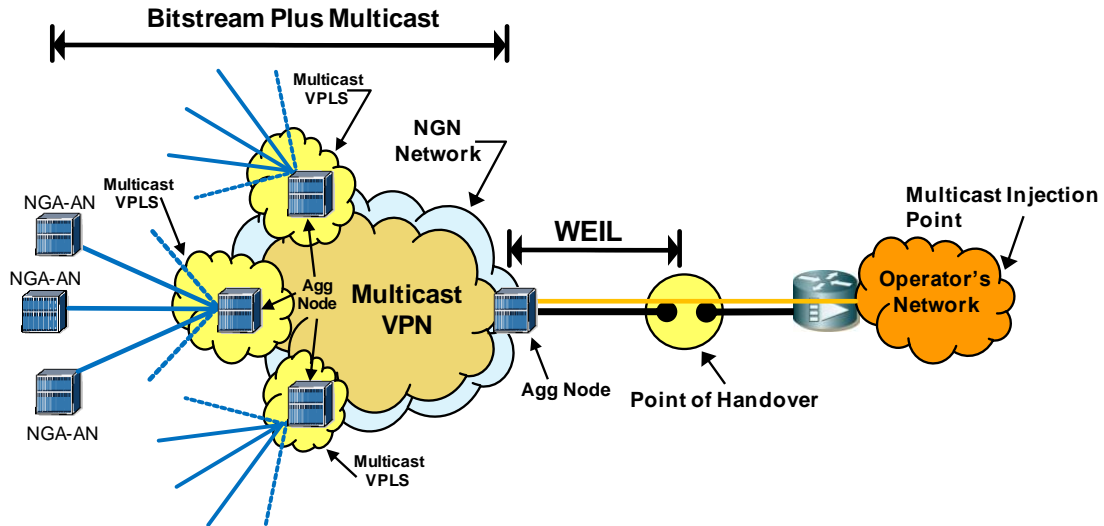 Bitstream Plus Multicast
Multicast
VPLS
NGN
Network
Multicast
VPLS
NGA-AN
NGA-AN
NGA-AN
Agg
Node
Multicast
VPN
WEIL
Multicast Injection
Point
Operator's
Network
Agg Node
Point of Handover
Multicast
VPLS